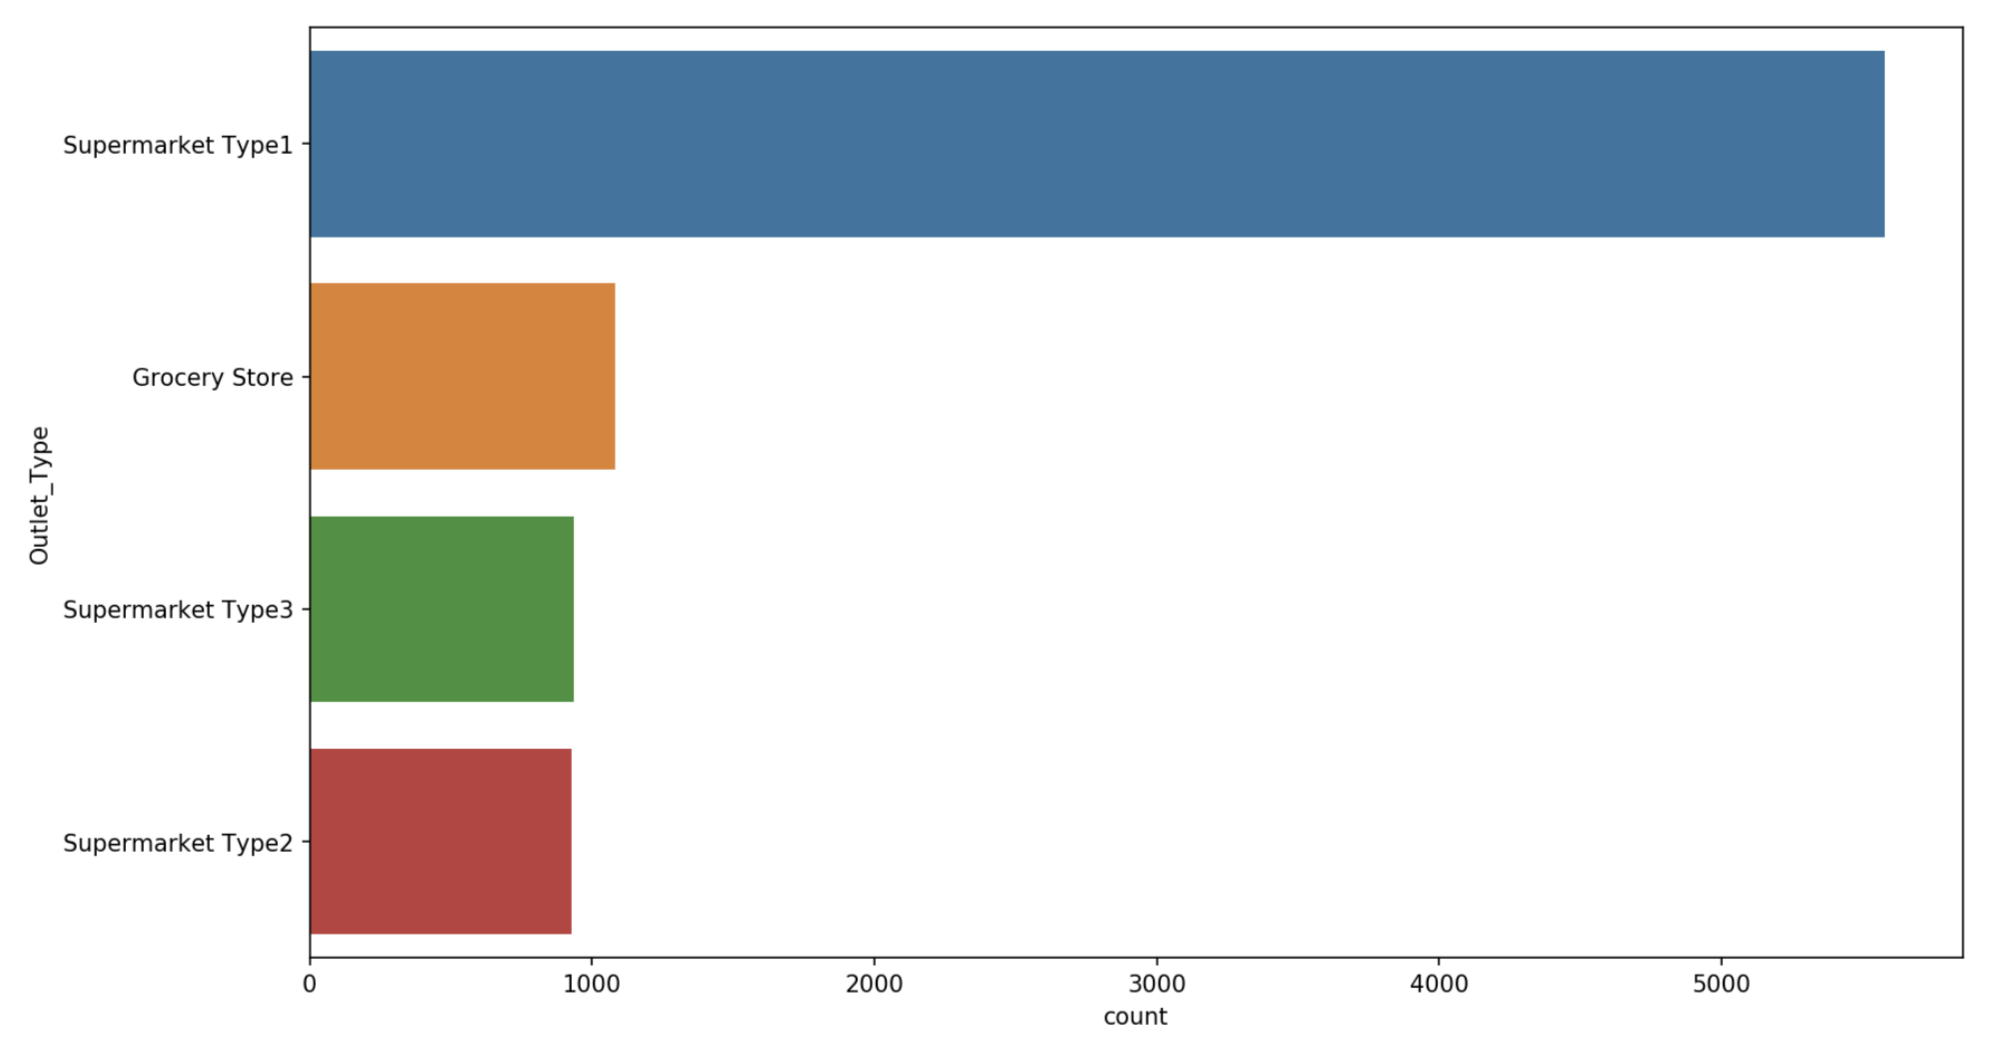 Outlet_Type
Supermarket Type1
Grocery Store
Supermarket Type3
Supermarket Type2
0 1000 2000 3000 4000 5000
count